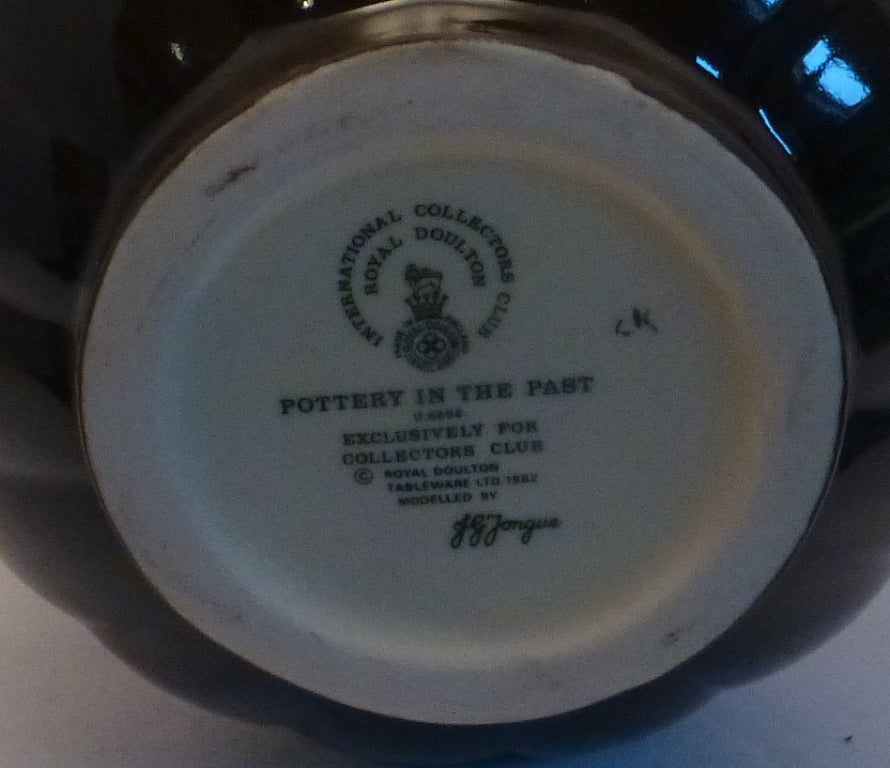 INTERNATIONAL COLLECTORS CLUB
ROYAL DOULTON
POTTERY IN THE PAST
D.6696
EXCLUSIVELY FOR
COLLECTORS CLUB
© ROYAL DOULTON
TABLEWARE LTD 1982
MODELLED BY